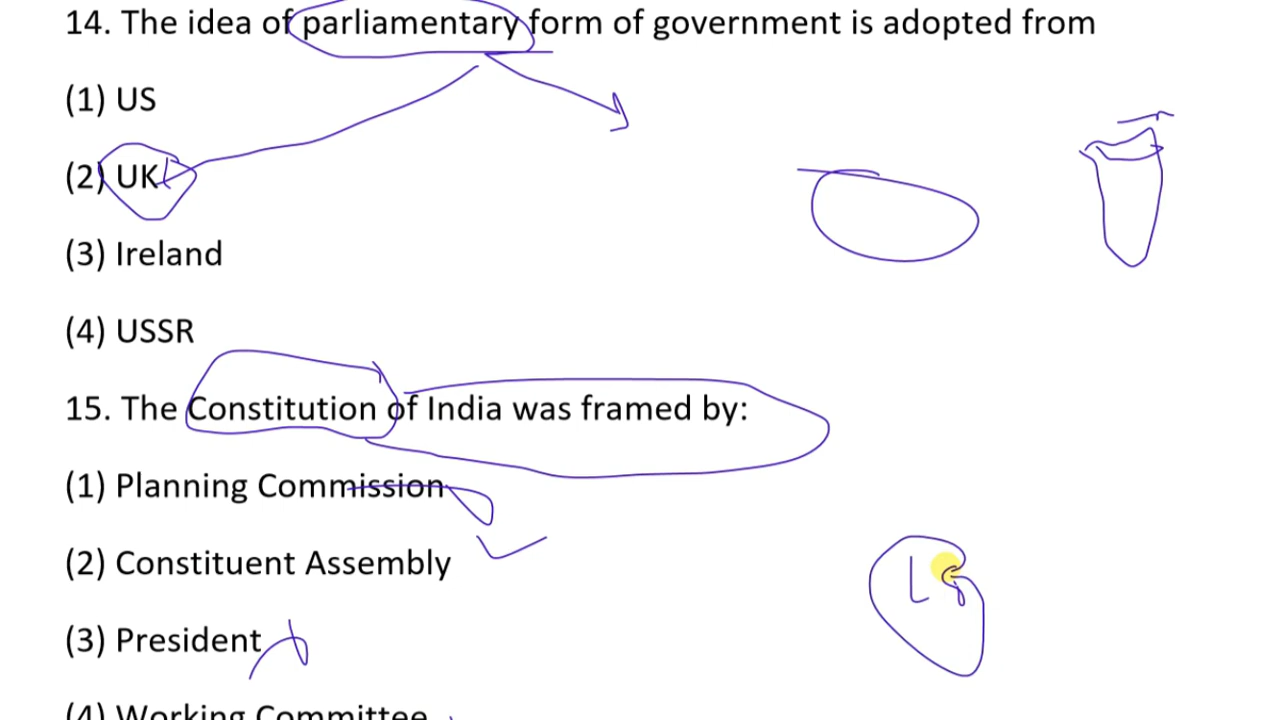 14. The idea of parliamentary form of government is adopted from
(1) US
(2) UK
(3) Ireland
(4) USSR
15. The Constitution of India was framed by:
(1) Planning Commission
(2) Constituent Assembly
(3) President
(4) Working Committee